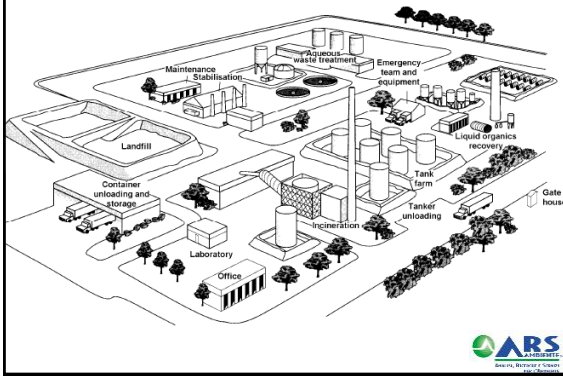 Aqueous
waste treatment
Emergency
team and
equipment
Maintenance
Stabilisation
Landfill
Liquid organics
recovery
Container
unloading and
storage
Tank
farm
Tanker
unloading
Gate
house
Incineration
Laboratory
Office
ARS
AMBIENTE